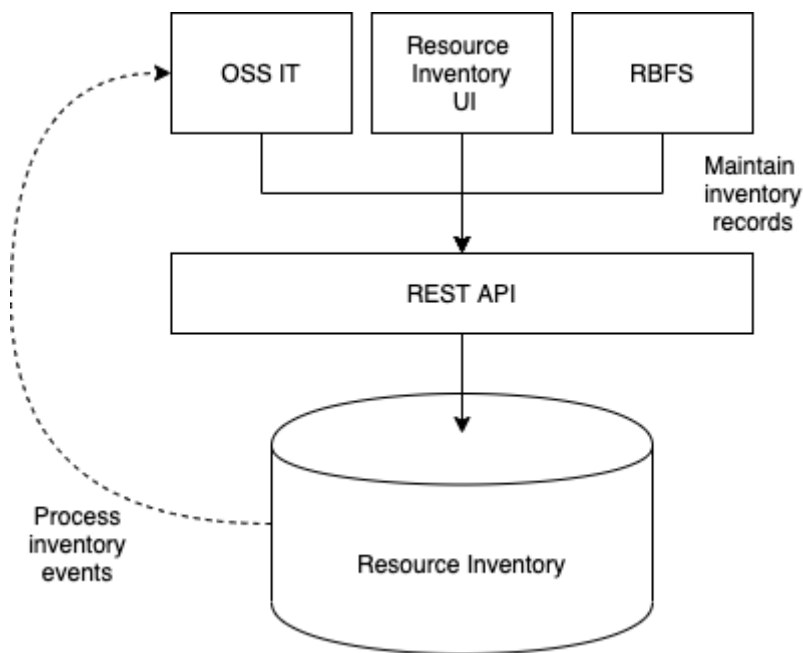 OSS IT
Resource
Inventory
UI
RBFS
Maintain
inventory
records
REST API
Process
inventory
events
Resource Inventory